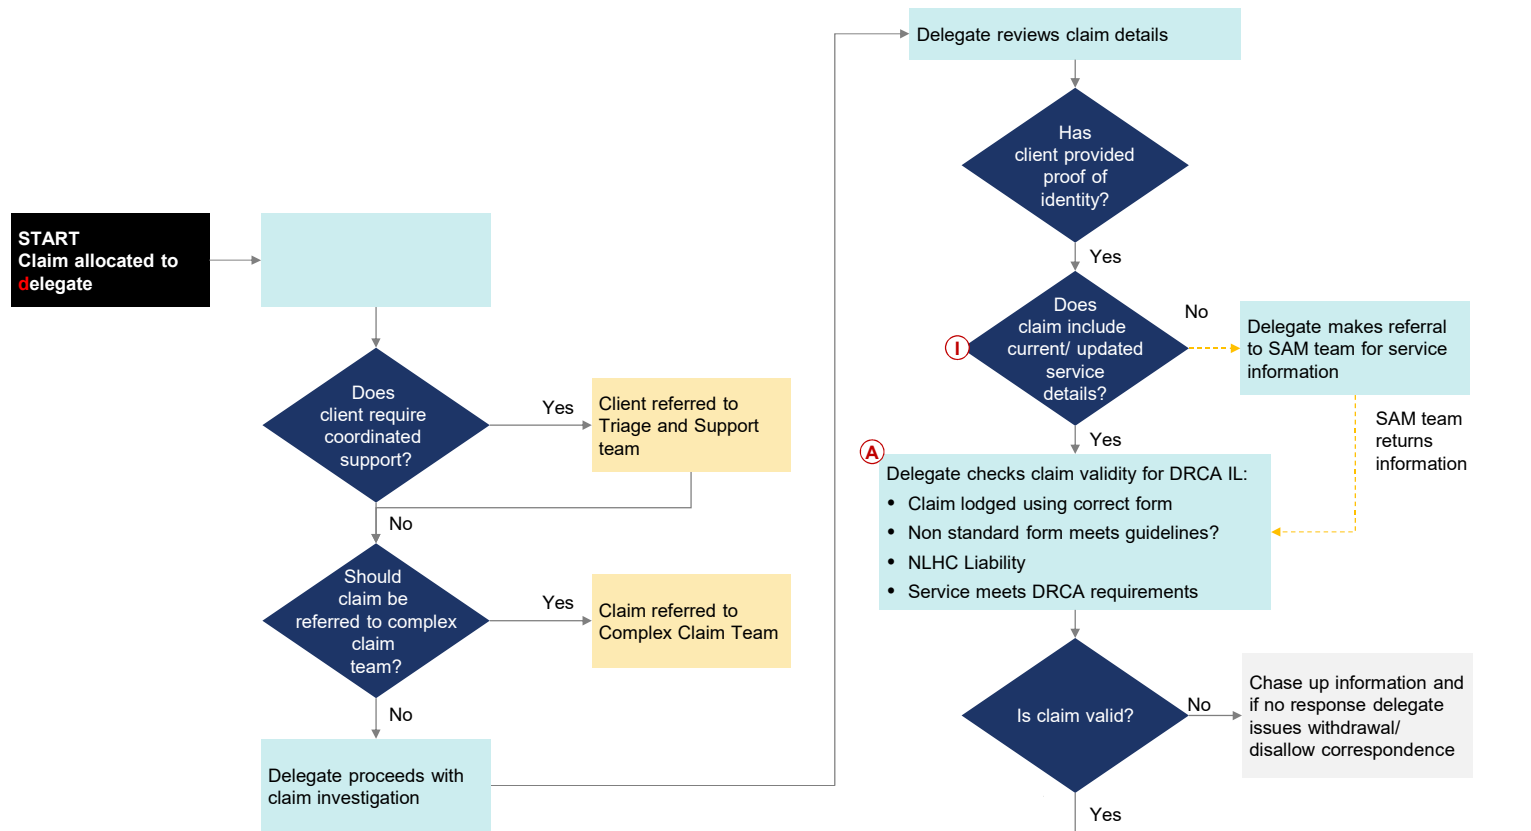 START
Claim allocated to
delegate
Does
client require
coordinated
support?
Yes
Client referred to
Triage and Support
team
No
Should
claim be
referred to complex
claim
team?
Yes
Claim referred to
Complex Claim Team
No
Delegate proceeds with
claim investigation
Delegate reviews claim details
Has
client provided
proof of
identity?
Yes
Does
claim include
current/ updated
service
details?
I
No
Delegate makes referral
to SAM team for service
information
SAM team
returns
information
Yes
A
Delegate checks claim validity for DRCA IL:
• Claim lodged using correct form
• Non standard form meets guidelines?
• NLHC Liability
• Service meets DRCA requirements
Is claim valid?
No
Chase up information and
if no response delegate
issues withdrawal/
disallow correspondence
Yes